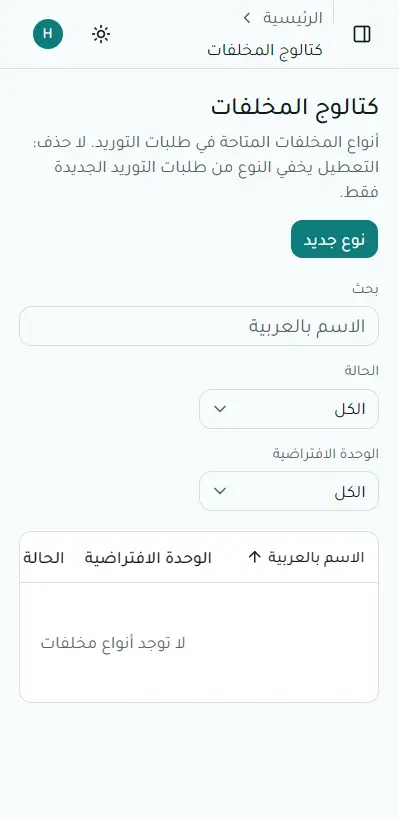 الرئيسية
كتالوج المخلفات
H
كتالوج المخلفات
أنواع المخلفات المتاحة في طلبات التوريد. لا حذف:
التعطيل يخفي النوع من طلبات التوريد الجديدة
فقط.
نوع جديد
بحث
الاسم بالعربية
الحالة
الكل
الوحدة الافتراضية
الكل
الاسم بالعربية الوحدة الافتراضية الحالة
لا توجد أنواع مخلفات